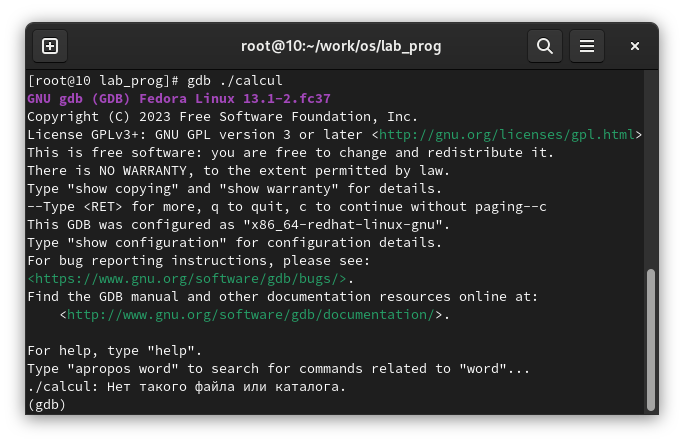 root@10:~/work/os/lab_prog
[root@10 lab_prog]# gdb ./calcul
GNU gdb (GDB) Fedora Linux 13.1-2.fc37
Copyright (C) 2023 Free Software Foundation, Inc.
License GPLv3+: GNU GPL version 3 or later <http://gnu.org/licenses/gpl.html>
This is free software: you are free to change and redistribute it.
There is NO WARRANTY, to the extent permitted by law.
Type "show copying" and "show warranty" for details.
--Type <RET> for more, q to quit, c to continue without paging--c
This GDB was configured as "x86_64-redhat-linux-gnu".
Type "show configuration" for configuration details.
For bug reporting instructions, please see:
<https://www.gnu.org/software/gdb/bugs/>.
Find the GDB manual and other documentation resources online at:
    <http://www.gnu.org/software/gdb/documentation/>.

For help, type "help".
Type "apropos word" to search for commands related to "word"...
./calcul: Нет такого файла или каталога.
(gdb)